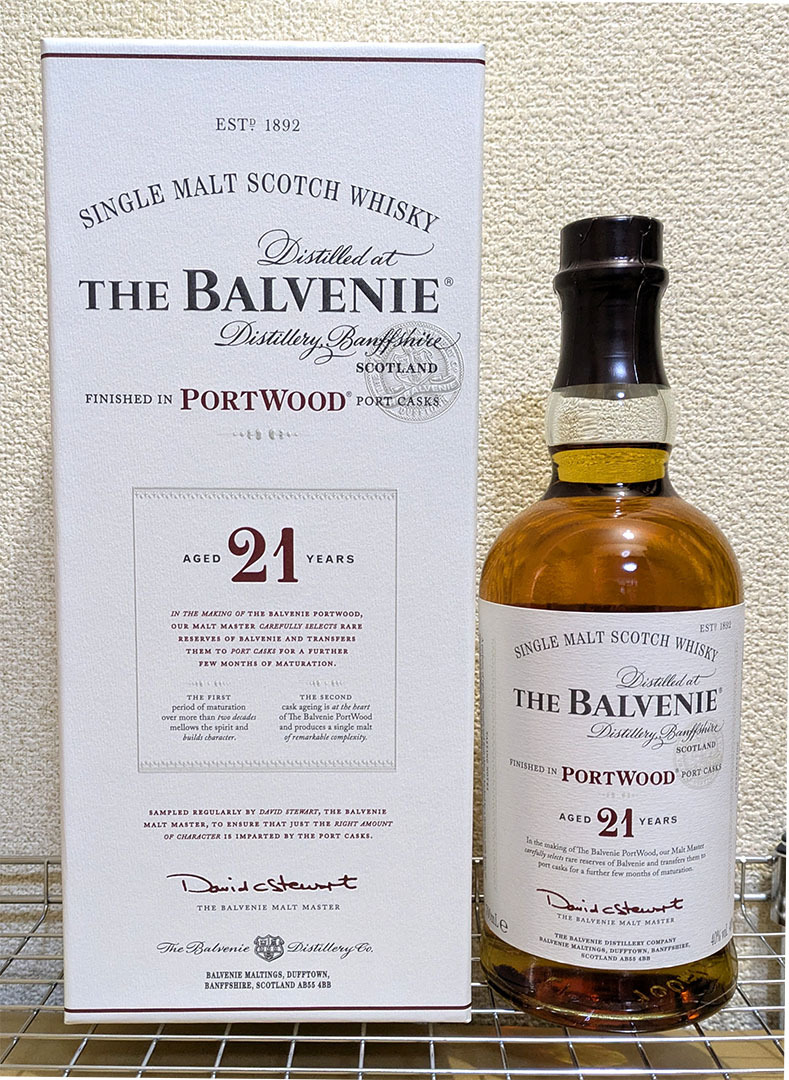 ESTD. 1892
SINGLE MALT SCOTCH WHISKY
Distilled at
THE BALVENIE®
Distillery, Banffshire
SCOTLAND
FINISHED IN PORTWOOD® PORT CASKS
AGED 21 YEARS
IN THE MAKING OF THE BALVENIE PORTWOOD,
OUR MALT MASTER CAREFULLY SELECTS RARE
RESERVES OF BALVENIE AND TRANSFERS
THEM TO PORT CASKS FOR A FURTHER
FEW MONTHS OF MATURATION.
THE FIRST
period of maturation
over more than two decades
mellows the spirit and
builds character.
THE SECOND
cask ageing is at the heart
of The Balvenie PortWood
and produces a single malt
of remarkable complexity.
SAMPLED REGULARLY BY DAVID STEWART, THE BALVENIE
MALT MASTER, TO ENSURE THAT JUST THE RIGHT AMOUNT
OF CHARACTER IS IMPARTED BY THE PORT CASKS.
David C Stewart
THE BALVENIE MALT MASTER
The Balvenie Distillery Co.
BALVENIE MALTINGS, DUFFTOWN,
BANFFSHIRE, SCOTLAND AB55 4BB
ESTD. 1892
SINGLE MALT SCOTCH WHISKY
Distilled at
THE BALVENIE®
Distillery, Banffshire
SCOTLAND
FINISHED IN PORTWOOD® PORT CASKS
AGED 21 YEARS
In the making of The Balvenie PortWood, our Malt Master
carefully selects rare reserves of Balvenie and transfers them to
port casks for a further few months of maturation.
David C Stewart
THE BALVENIE MALT MASTER
THE BALVENIE DISTILLERY COMPANY
BALVENIE MALTINGS, DUFFTOWN, BANFFSHIRE,
SCOTLAND AB55 4BB
40% vol